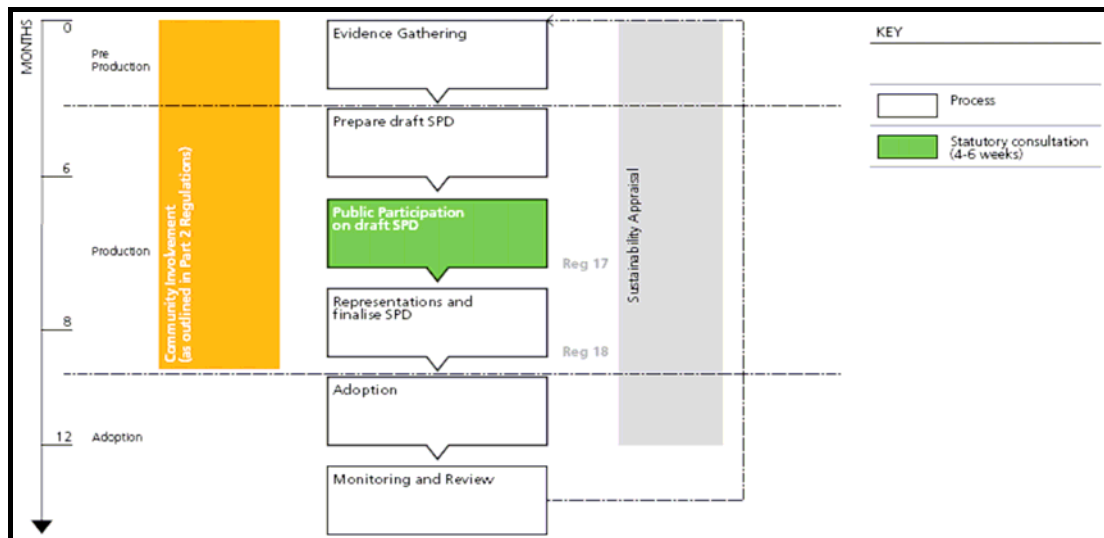 MONTHS
0
Pre
Production
6
Production
8
12
Adoption
Community Involvement
(as outlined in Part 2 Regulations)
Evidence Gathering
Prepare draft SPD
Public Participation
on draft SPD
Reg 17
Representations and
finalise SPD
Reg 18
Adoption
Monitoring and Review
Sustainability Appraisal
KEY
Process
Statutory consultation
(4-6 weeks)